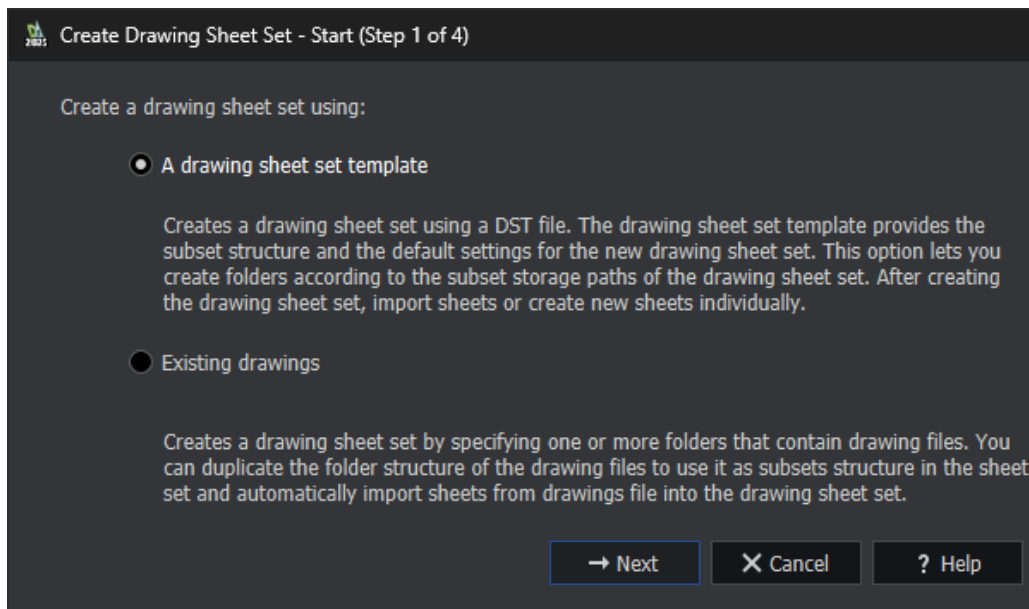 2025
Create Drawing Sheet Set - Start (Step 1 of 4)
Create a drawing sheet set using:
A drawing sheet set template
Creates a drawing sheet set using a DST file. The drawing sheet set template provides the
subset structure and the default settings for the new drawing sheet set. This option lets you
create folders according to the subset storage paths of the drawing sheet set. After creating
the drawing sheet set, import sheets or create new sheets individually.
Existing drawings
Creates a drawing sheet set by specifying one or more folders that contain drawing files. You
can duplicate the folder structure of the drawing files to use it as subsets structure in the sheet
set and automatically import sheets from drawings file into the drawing sheet set.
Next
Cancel
? Help